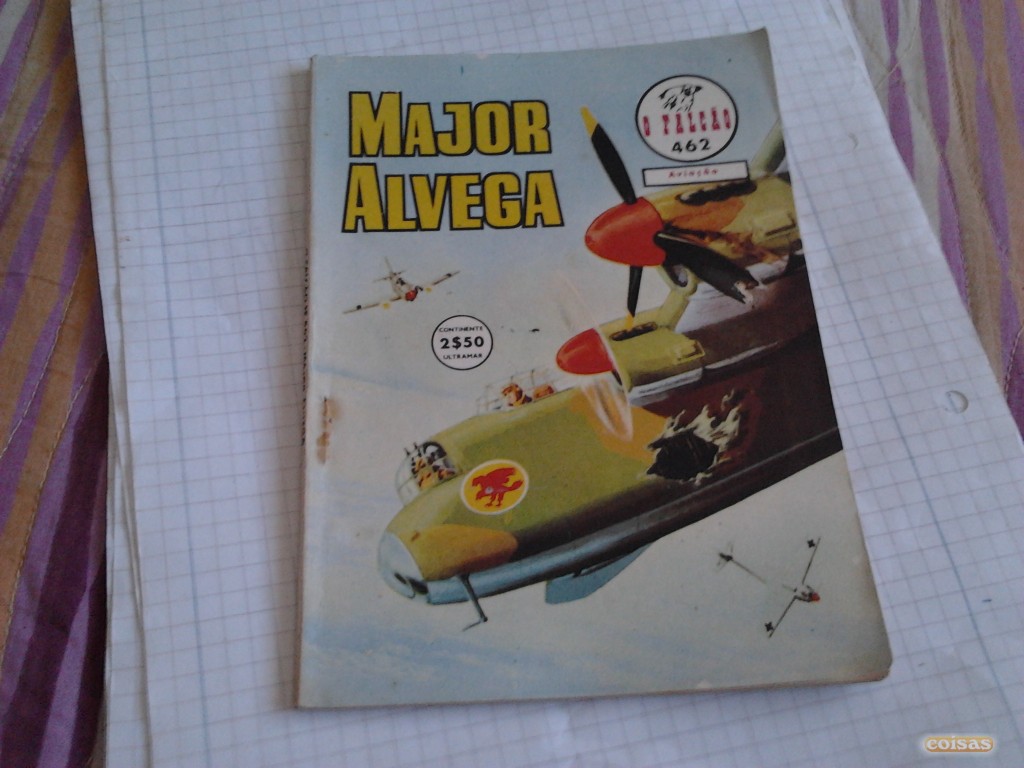 MAJOR
ALVEGA
O FALCÃO
462
Aviação
CONTINENTE
2$50
ULTRAMAR
coisas